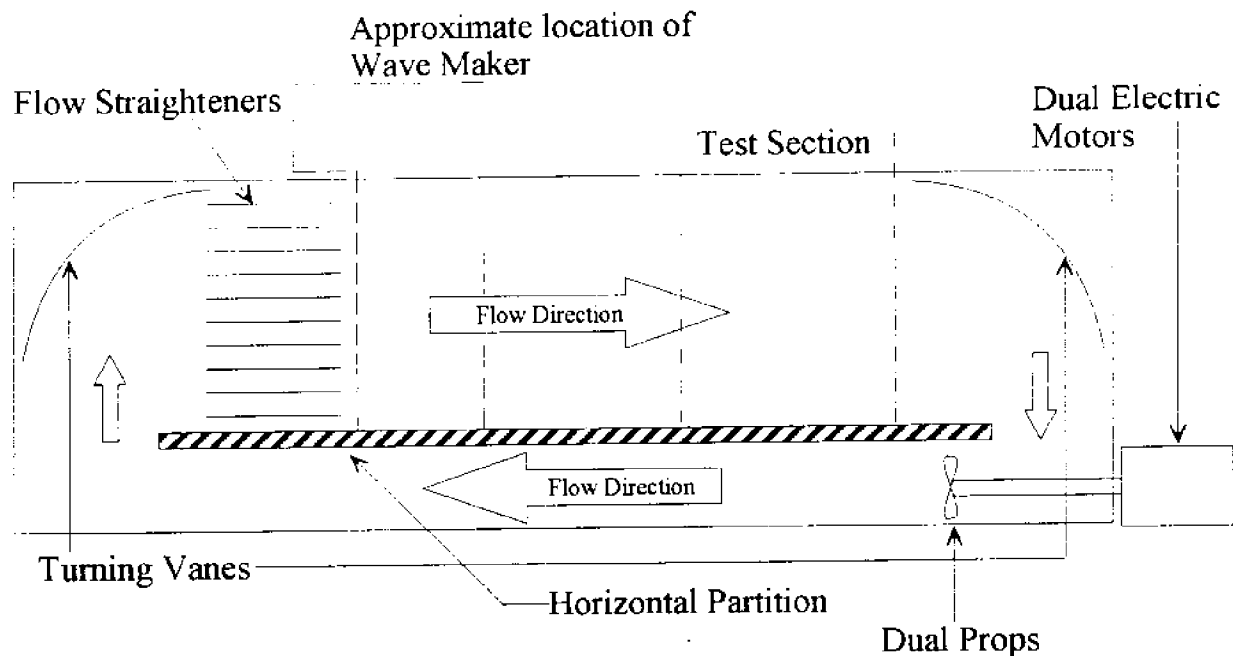 Approximate location of
Wave Maker
Flow Straighteners
Dual Electric
Motors
Test Section
Flow Direction
Flow Direction
Turning Vanes
Horizontal Partition
Dual Props